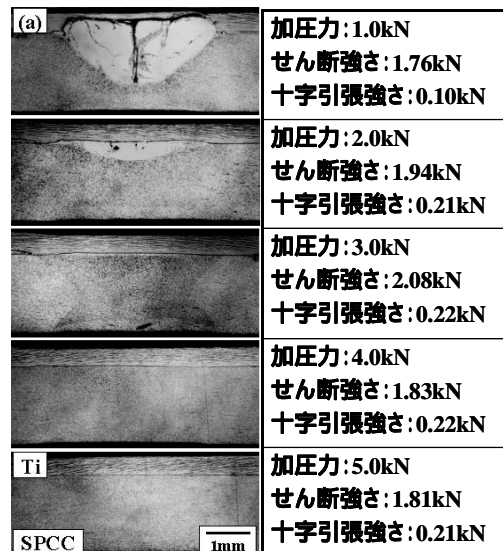 (a)
加圧力:1.0kN
せん断強さ:1.76kN
十字引張強さ:0.10kN
加圧力:2.0kN
せん断強さ:1.94kN
十字引張強さ:0.21kN
加圧力:3.0kN
せん断強さ:2.08kN
十字引張強さ:0.22kN
加圧力:4.0kN
せん断強さ:1.83kN
十字引張強さ:0.22kN
Ti
SPCC
1mm
加圧力:5.0kN
せん断強さ:1.81kN
十字引張強さ:0.21kN